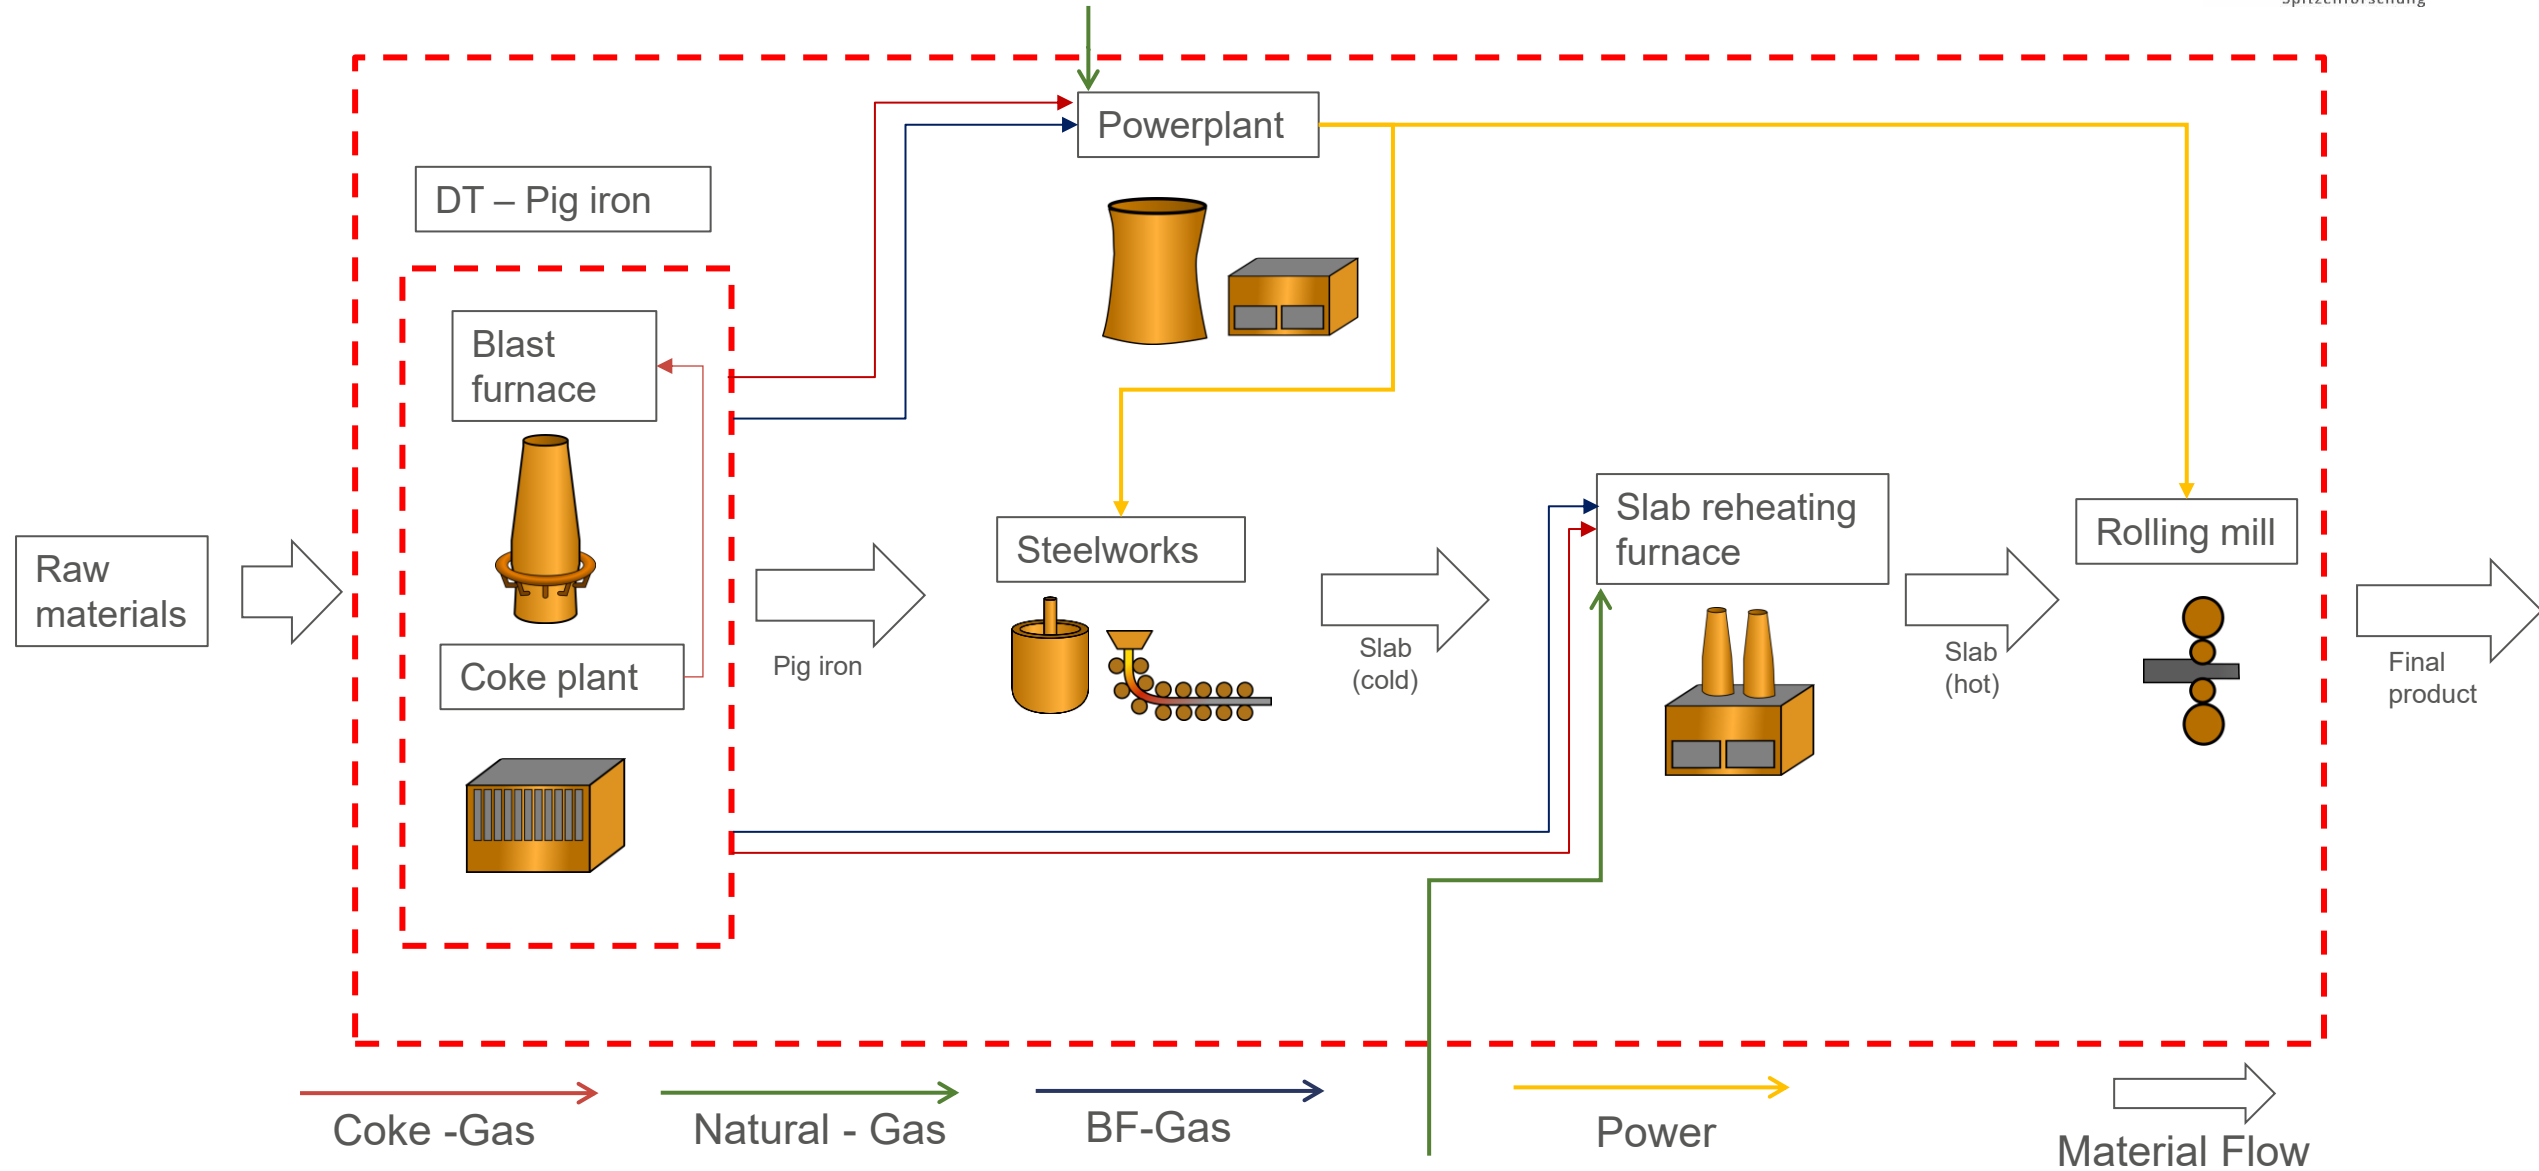 Spitzenforschung
Powerplant
DT – Pig iron
Blast
furnace
Coke plant
Raw
materials
Pig iron
Steelworks
Slab
(cold)
Slab reheating
furnace
Slab
(hot)
Rolling mill
Final
product
Coke -Gas
Natural - Gas
BF-Gas
Power
Material Flow